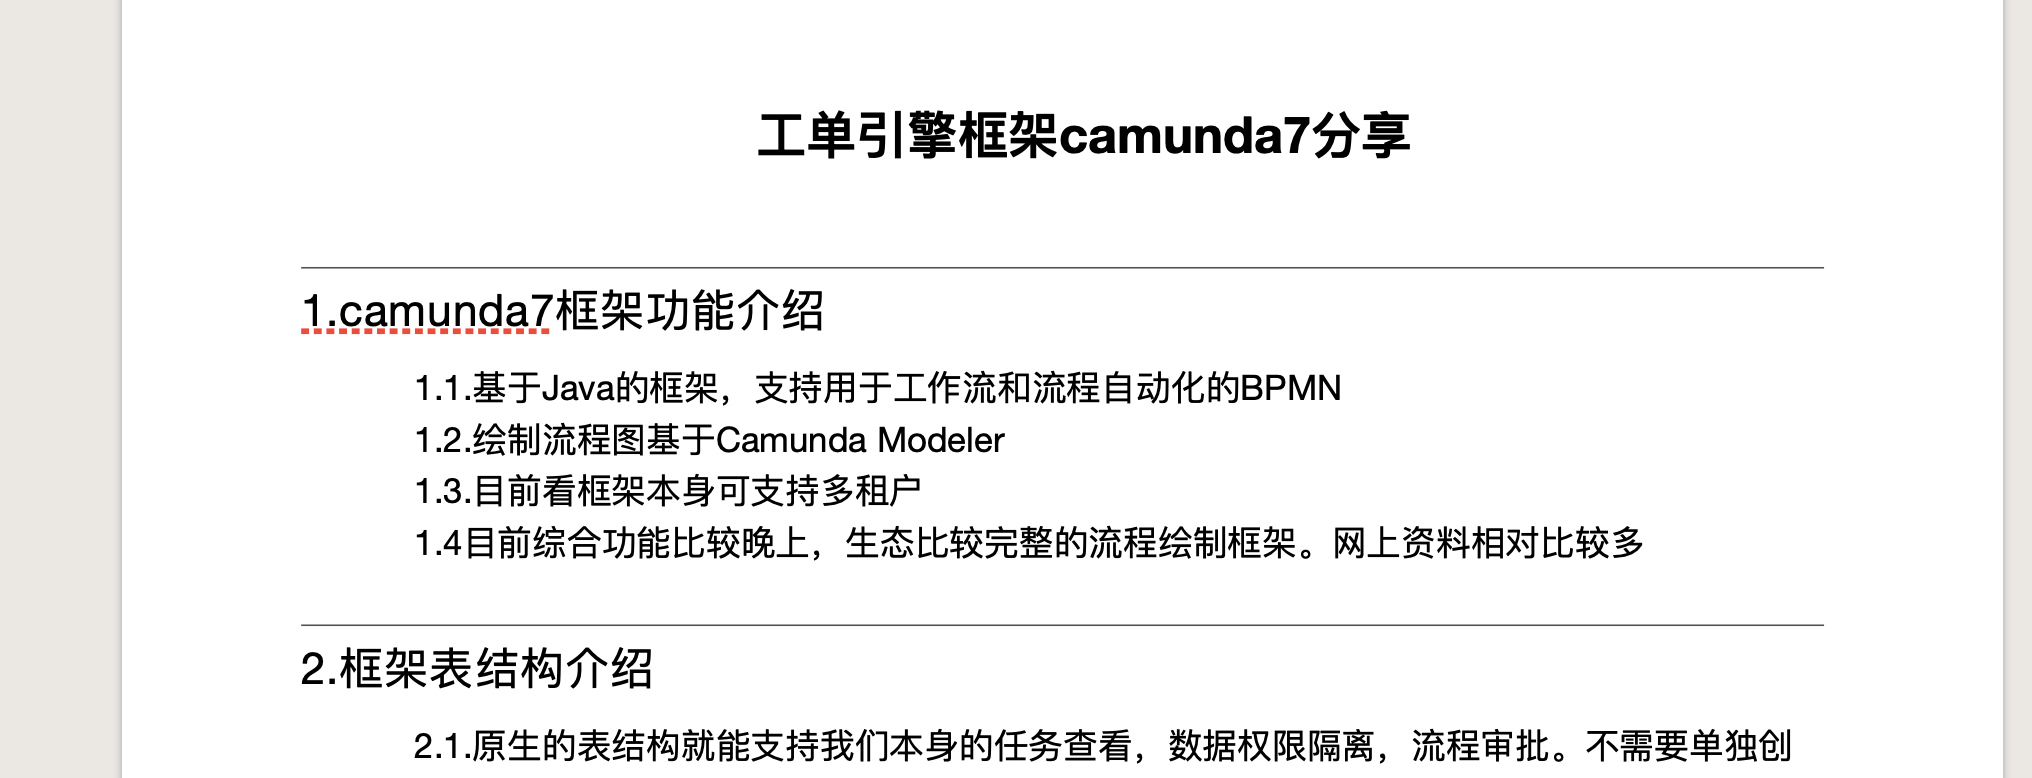 工单引擎框架camunda7分享
1.camunda7框架功能介绍
1.1.基于Java的框架，支持用于工作流和流程自动化的BPMN
1.2.绘制流程图基于Camunda Modeler
1.3.目前看框架本身可支持多租户
1.4目前综合功能比较晚上，生态比较完整的流程绘制框架。网上资料相对比较多
2.框架表结构介绍
2.1.原生的表结构就能支持我们本身的任务查看，数据权限隔离，流程审批。不需要单独创